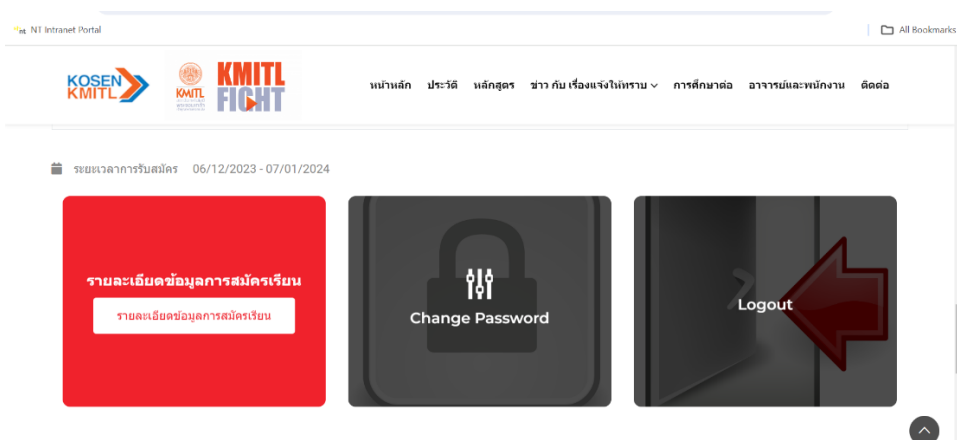 nt NT Intranet Portal
All Bookmarks
KOSEN
KMITL
KMITL
KMITL
FIGHT
หน้าหลัก ประวัติ หลักสูตร ข่าว กับ เรื่องแจ้งให้ทราบ การศึกษาต่อ อาจารย์และพนักงาน ติดต่อ
ระยะเวลาการรับสมัคร 06/12/2023 - 07/01/2024
รายละเอียดข้อมูลการสมัครเรียน
รายละเอียดข้อมูลการสมัครเรียน
Change Password
Logout